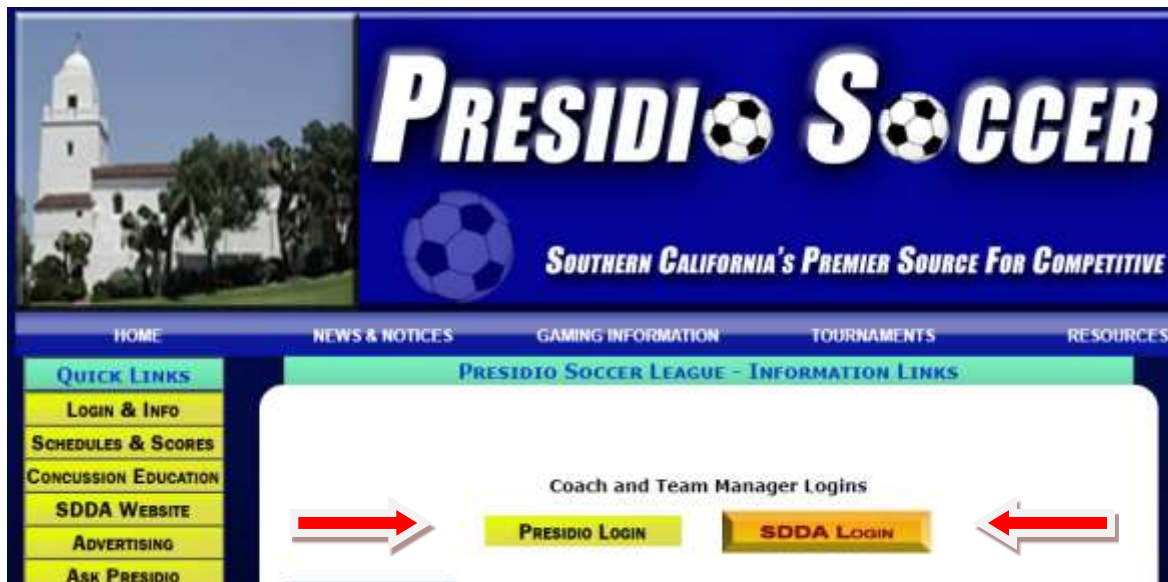 PRESIDIO SOCCER
SOUTHERN CALIFORNIA'S PREMIER SOURCE FOR COMPETITIVE
HOME NEWS & NOTICES GAMING INFORMATION TOURNAMENTS RESOURCES
QUICK LINKS
PRESIDIO SOCCER LEAGUE - INFORMATION LINKS
LOGIN & INFO
SCHEDULES & SCORES
CONCUSSION EDUCATION
SDDA WEBSITE
ADVERTISING
ASK PRESIDIO
Coach and Team Manager Logins
PRESIDIO LOGIN SDDA LOGIN